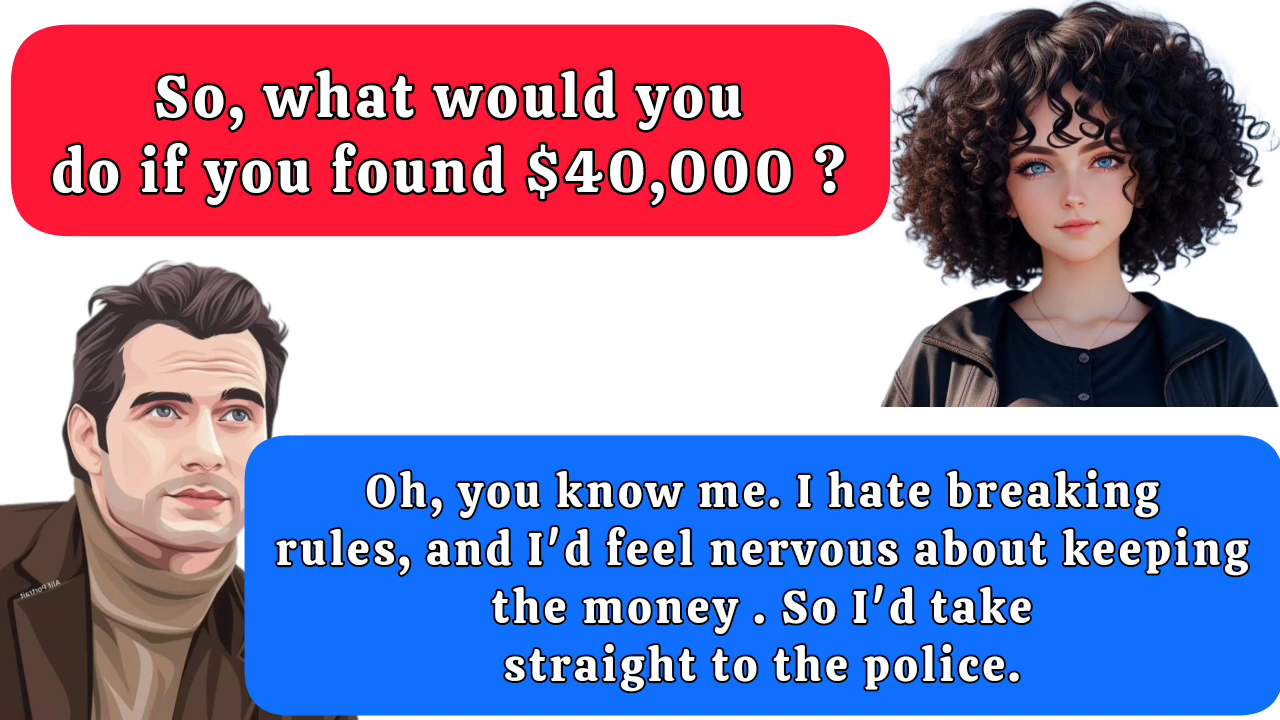 So, what would you
do if you found $40,000 ?
Oh, you know me. I hate breaking
rules, and I'd feel nervous about keeping
the money . So I'd take
straight to the police.